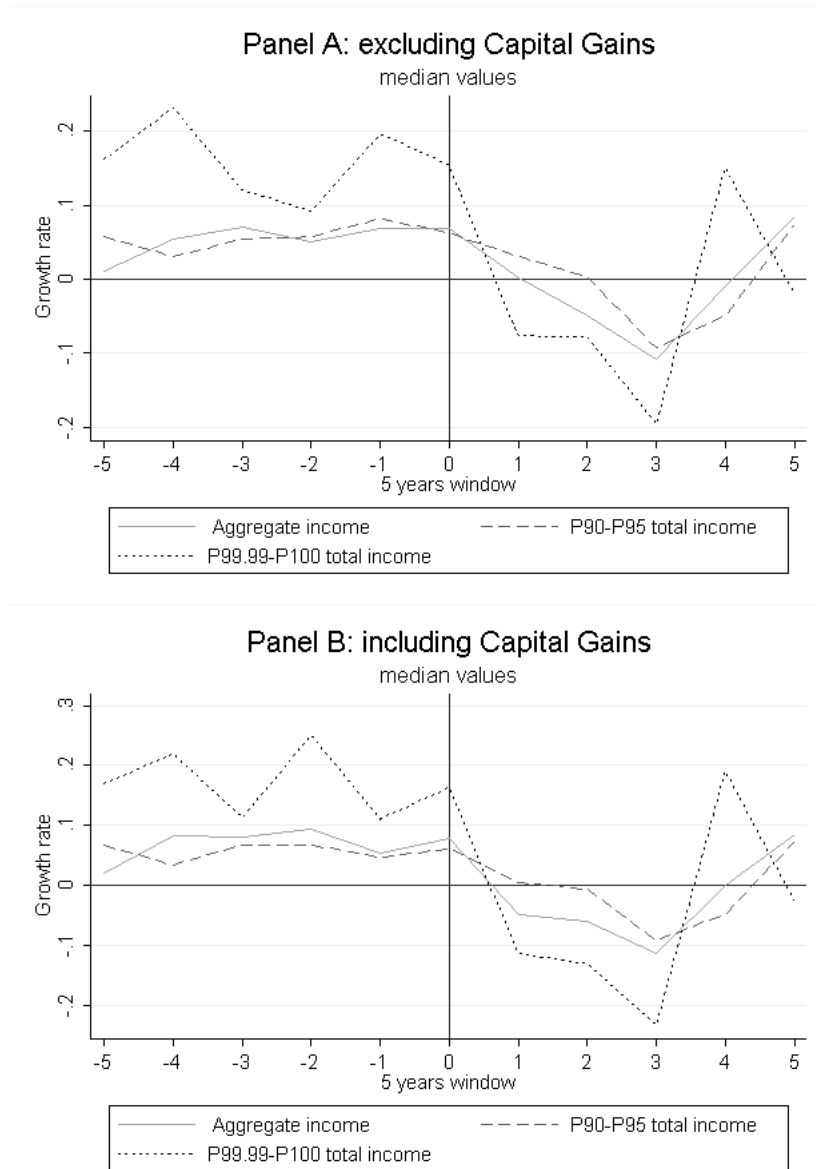 Panel A: excluding Capital Gains
median values
Growth rate
.2
.1
0
-.1
-.2
-5 -4 -3 -2 -1 0 1 2 3 4 5
5 years window
Aggregate income P90-P95 total income
P99.99-P100 total income
Panel B: including Capital Gains
median values
Growth rate
.3
.2
.1
0
-.1
-.2
-5 -4 -3 -2 -1 0 1 2 3 4 5
5 years window
Aggregate income P90-P95 total income
P99.99-P100 total income